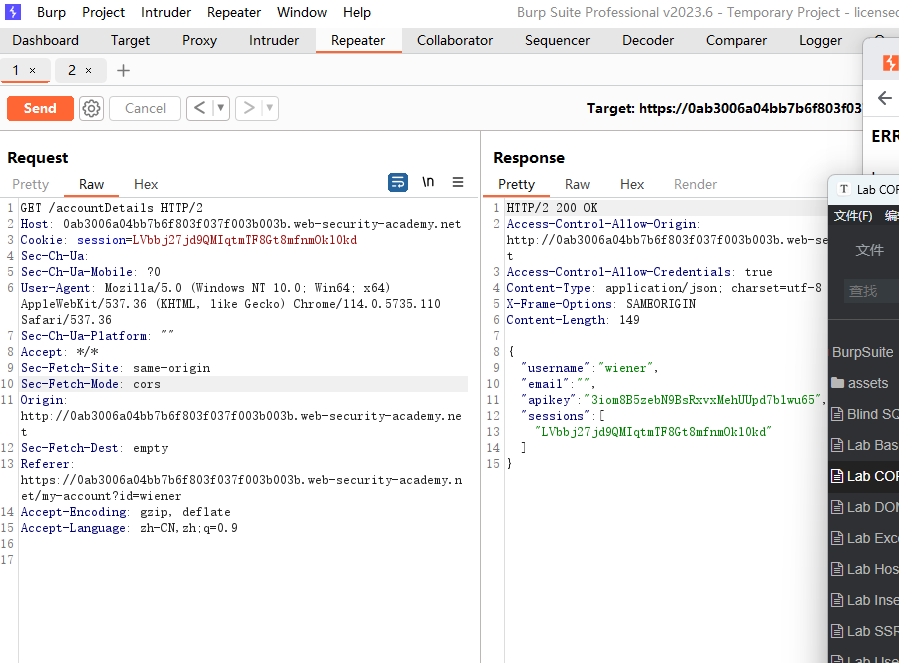 Burp Project Intruder Repeater Window Help Burp Suite Professional v2023.6 - Temporary Project - license
Dashboard Target Proxy Intruder Repeater Collaborator Sequencer Decoder Comparer Logger
1 × 2 × +
Send Cancel < > Target: https://0ab3006a04bb7b6f803f03
ERR
Request
Pretty Raw Hex \n
1 GET /accountDetails HTTP/2
2 Host: 0ab3006a04bb7b6f803f037f003b003b.web-security-academy.net
3 Cookie: session=LVbbj27jd9QMIqtmTF8Gt8mfnmOkl0kd
4 Sec-Ch-Ua:
5 Sec-Ch-Ua-Mobile: ?0
6 User-Agent: Mozilla/5.0 (Windows NT 10.0; Win64; x64)
AppleWebKit/537.36 (KHTML, like Gecko) Chrome/114.0.5735.110
Safari/537.36
7 Sec-Ch-Ua-Platform: ""
8 Accept: */*
9 Sec-Fetch-Site: same-origin
10 Sec-Fetch-Mode: cors
11 Origin:
http://0ab3006a04bb7b6f803f037f003b003b.web-security-academy.ne
t
12 Sec-Fetch-Dest: empty
13 Referer:
https://0ab3006a04bb7b6f803f037f003b003b.web-security-academy.n
et/my-account?id=wiener
14 Accept-Encoding: gzip, deflate
15 Accept-Language: zh-CN,zh;q=0.9
16
17
Response
Pretty Raw Hex Render
1 HTTP/2 200 OK
2 Access-Control-Allow-Origin:
http://0ab3006a04bb7b6f803f037f003b003b.web-se
t
3 Access-Control-Allow-Credentials: true
4 Content-Type: application/json; charset=utf-8
5 X-Frame-Options: SAMEORIGIN
6 Content-Length: 149
7
8 {
9 "username":"wiener",
10 "email":"",
11 "apikey":"3iom8B5zebN9BsRxvxMehUUpd7blwu65",
12 "sessions":[
13 "LVbbj27jd9QMIqtmTF8Gt8mfnmOkl0kd"
14 ]
15 }
T Lab COR
文件(F) 编
文件
查找
BurpSuite
assets
Blind SQ
Lab Bas
Lab COR
Lab DOM
Lab Exc
Lab Hos
Lab Inse
Lab SSR
Lab Use